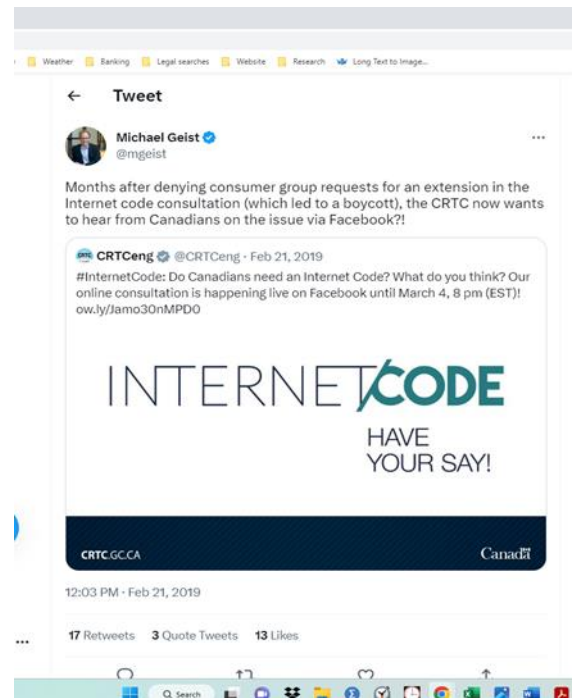 Weather Banking Legal searches Website Research Long Text to Image...
← Tweet
Michael Geist
@mgeist
Months after denying consumer group requests for an extension in the
Internet code consultation (which led to a boycott), the CRTC now wants
to hear from Canadians on the issue via Facebook?!
CRTCeng @CRTCeng · Feb 21, 2019
#InternetCode: Do Canadians need an Internet Code? What do you think? Our
online consultation is happening live on Facebook until March 4, 8 pm (EST)!
ow.ly/Jamo30nMPD0
INTERNET/CODE
HAVE
YOUR SAY!
CRTC.GC.CA Canada
12:03 PM · Feb 21, 2019
17 Retweets 3 Quote Tweets 13 Likes
Search